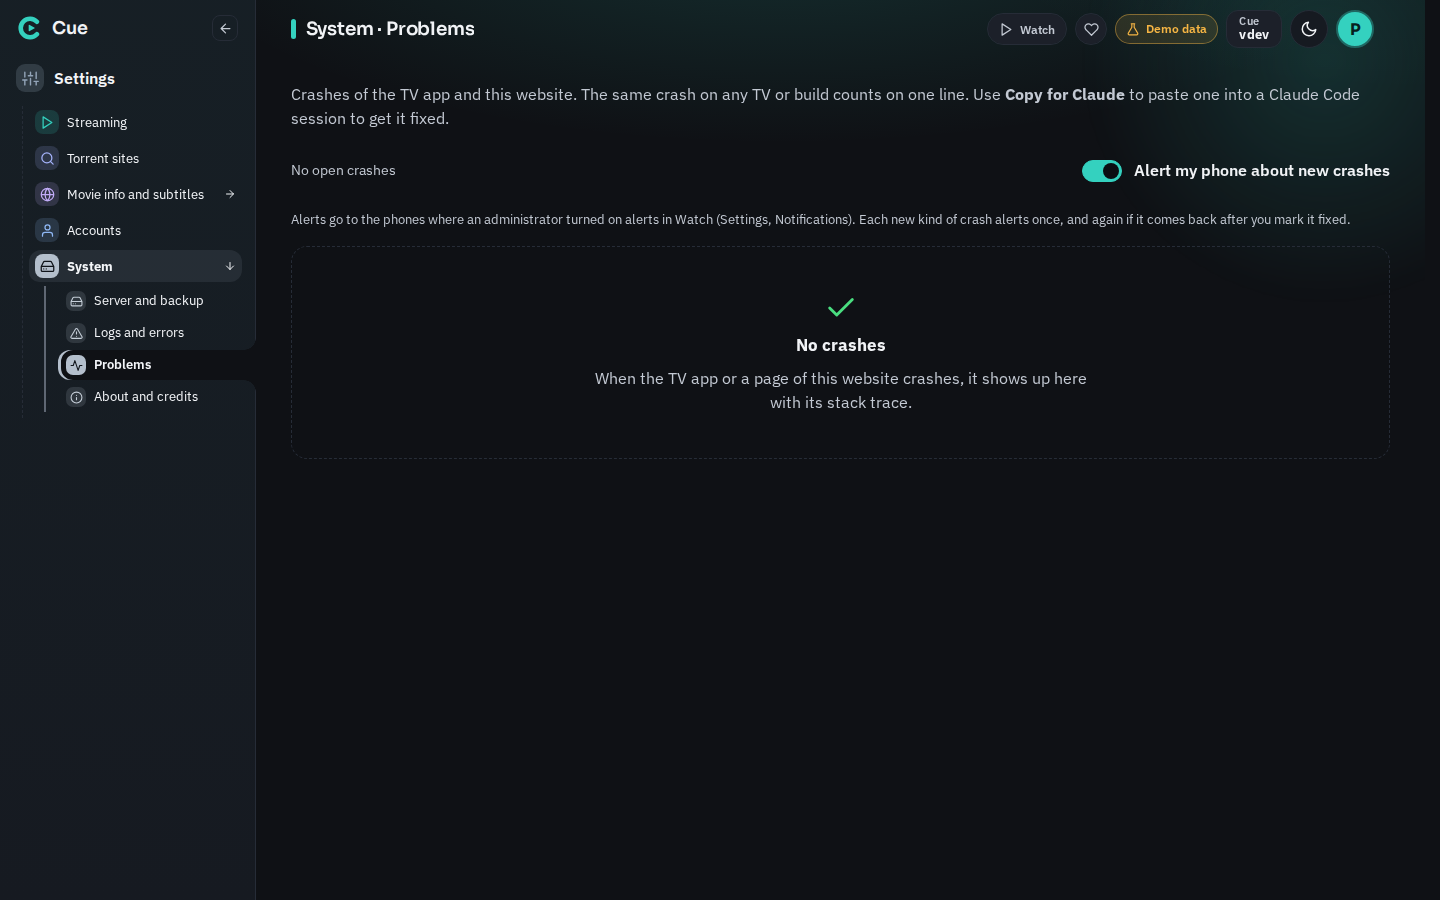 Cue
Settings
Streaming
Torrent sites
Movie info and subtitles
Accounts
System
Server and backup
Logs and errors
Problems
About and credits
System · Problems
Watch
Demo data
Cue
vdev
P
Crashes of the TV app and this website. The same crash on any TV or build counts on one line. Use Copy for Claude to paste one into a Claude Code
session to get it fixed.
No open crashes
Alert my phone about new crashes
Alerts go to the phones where an administrator turned on alerts in Watch (Settings, Notifications). Each new kind of crash alerts once, and again if it comes back after you mark it fixed.
No crashes
When the TV app or a page of this website crashes, it shows up here
with its stack trace.